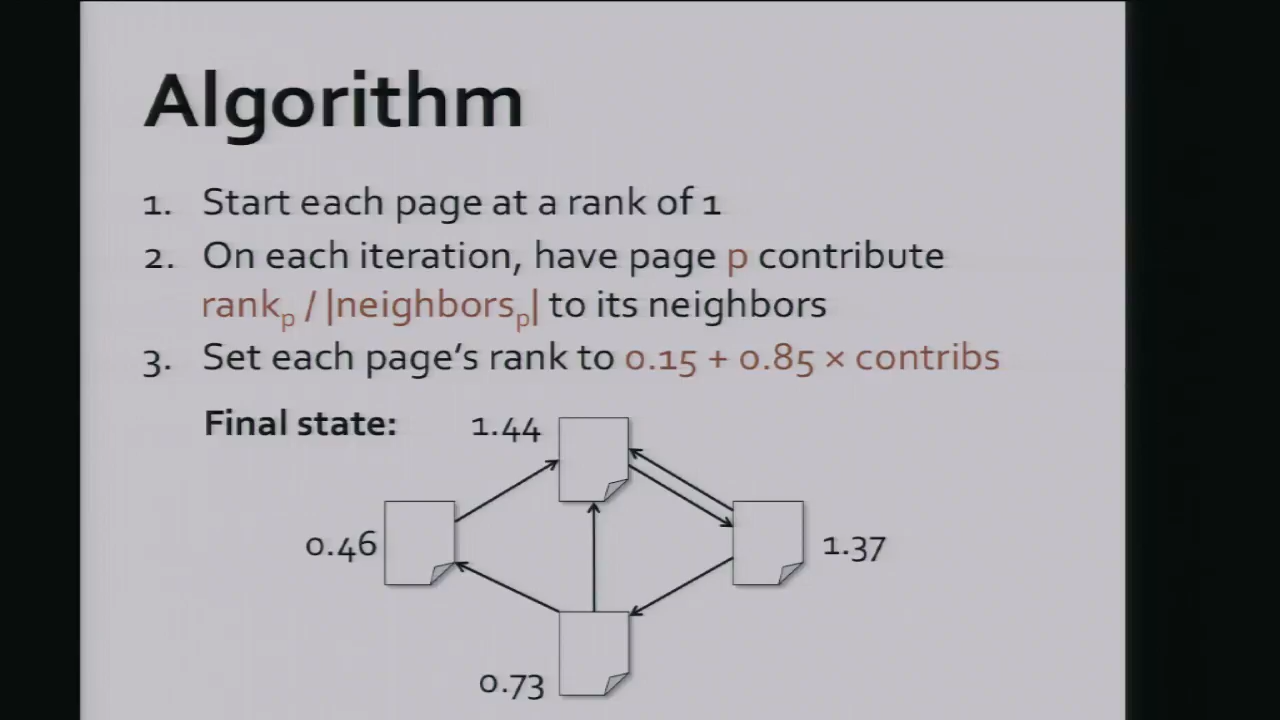 Algorithm
1. Start each page at a rank of 1
2. On each iteration, have page p contribute
rankp / |neighborsp| to its neighbors
3. Set each page's rank to 0.15 + 0.85 × contribs
Final state:
1.44
0.46
1.37
0.73